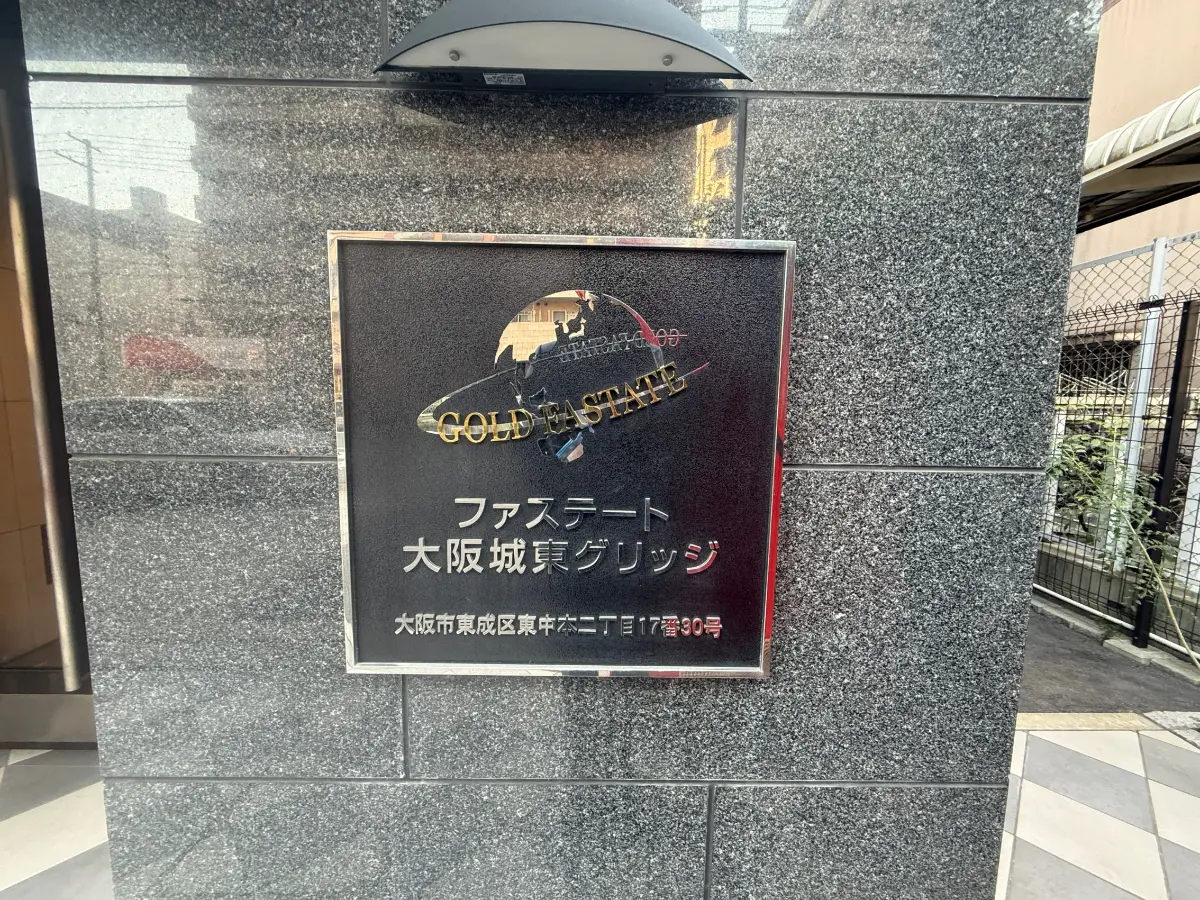 GOLD FASTATE
ファステート
大阪城東グリッジ
大阪市東成区東中本二丁目17番30号